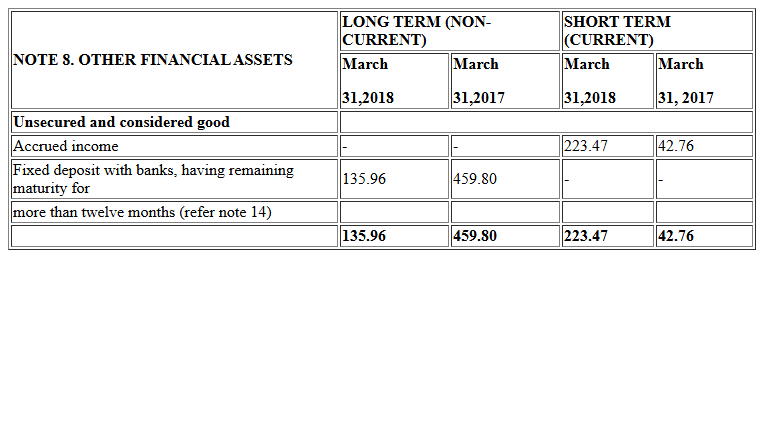 NOTE 8. OTHER FINANCIAL ASSETS
LONG TERM (NON-
CURRENT)
SHORT TERM
(CURRENT)
March
31,2018
March
31,2017
March
31,2018
March
31, 2017
Unsecured and considered good
Accrued income - - 223.47 42.76
Fixed deposit with banks, having remaining
maturity for
135.96 459.80 - -
more than twelve months (refer note 14)
135.96 459.80 223.47 42.76